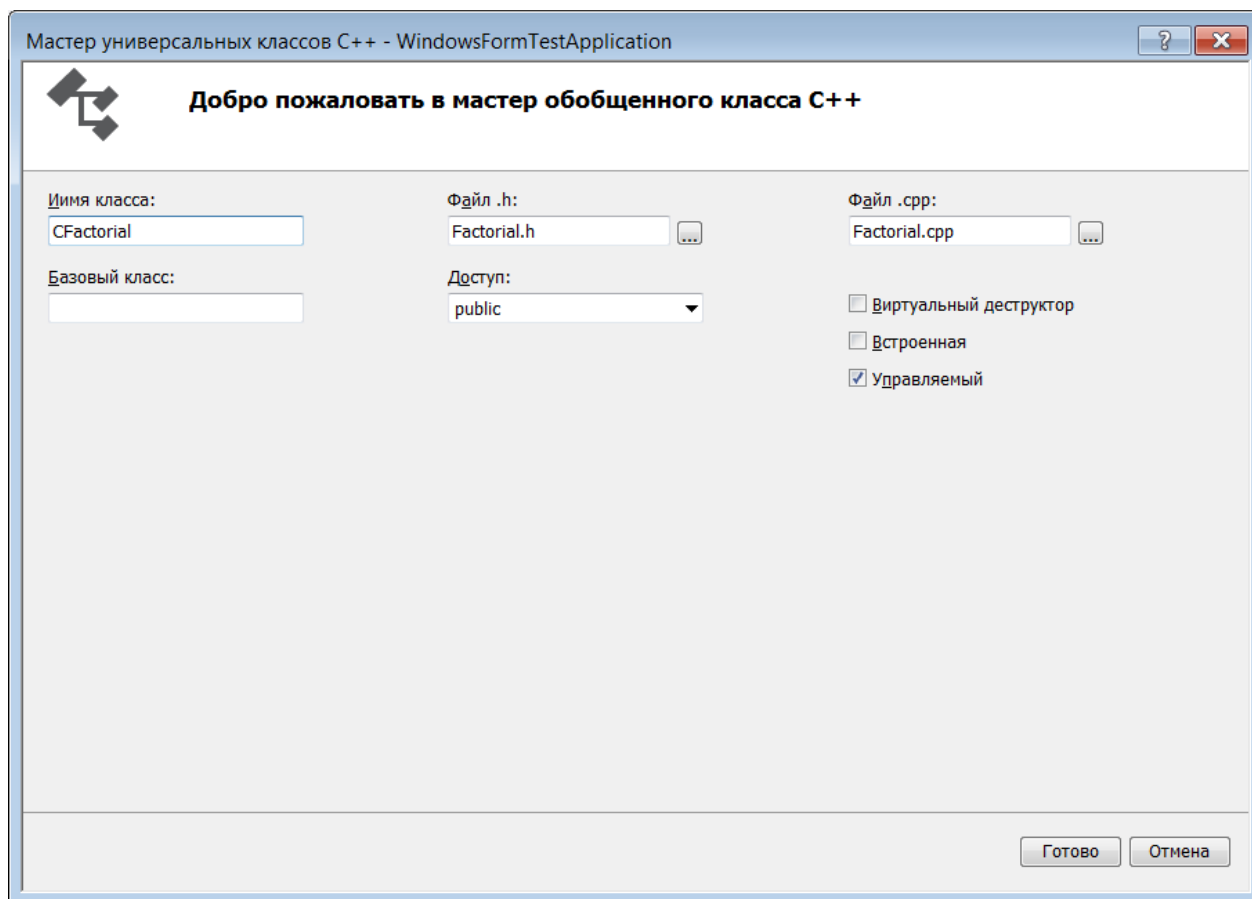 Мастер универсальных классов C++ - WindowsFormTestApplication
Добро пожаловать в мастер обобщенного класса C++
Иимя класса:
Файл .h:
Файл .cpp:
CFactorial
Factorial.h
...
Factorial.cpp
...
Базовый класс:
Доступ:
public
Виртуальный деструктор
Встроенная
Управляемый
Готово
Отмена